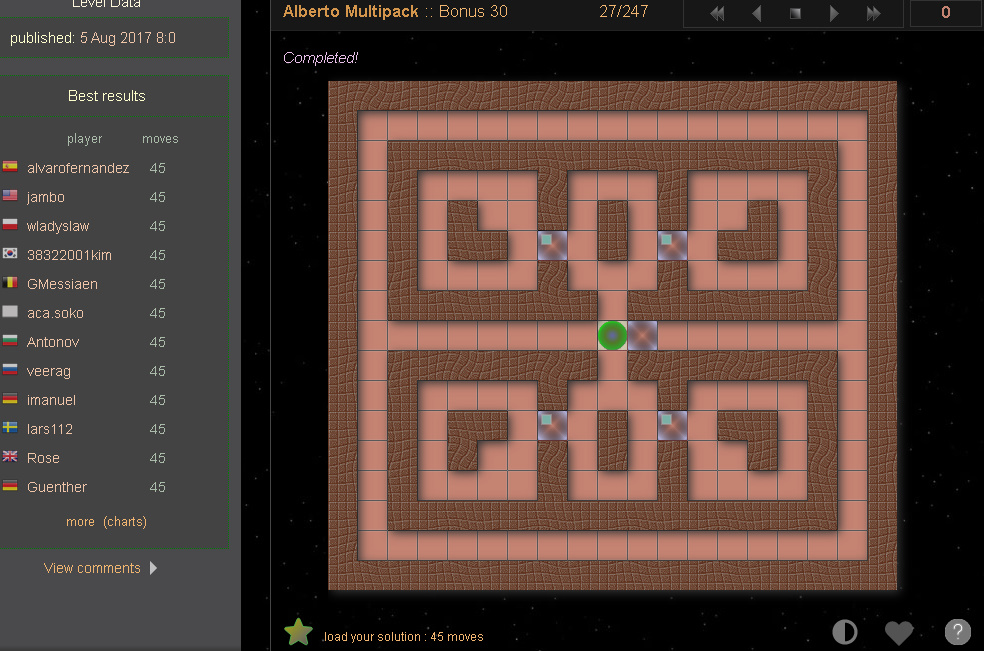 Level Data
published: 5 Aug 2017 8:0
Best results
player moves
alvarofernandez 45
jambo 45
wladyslaw 45
38322001kim 45
GMessiaen 45
aca.soko 45
Antonov 45
veerag 45
imanuel 45
lars112 45
Rose 45
Guenther 45
more (charts)
View comments
Alberto Multipack :: Bonus 30 27/247 0
Completed!
.load your solution : 45 moves
?